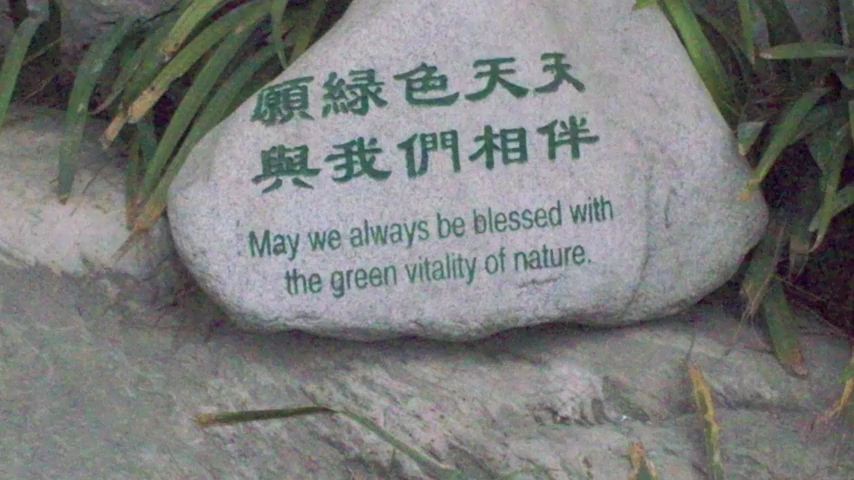 願綠色天天
與我們相伴
May we always be blessed with
the green vitality of nature.